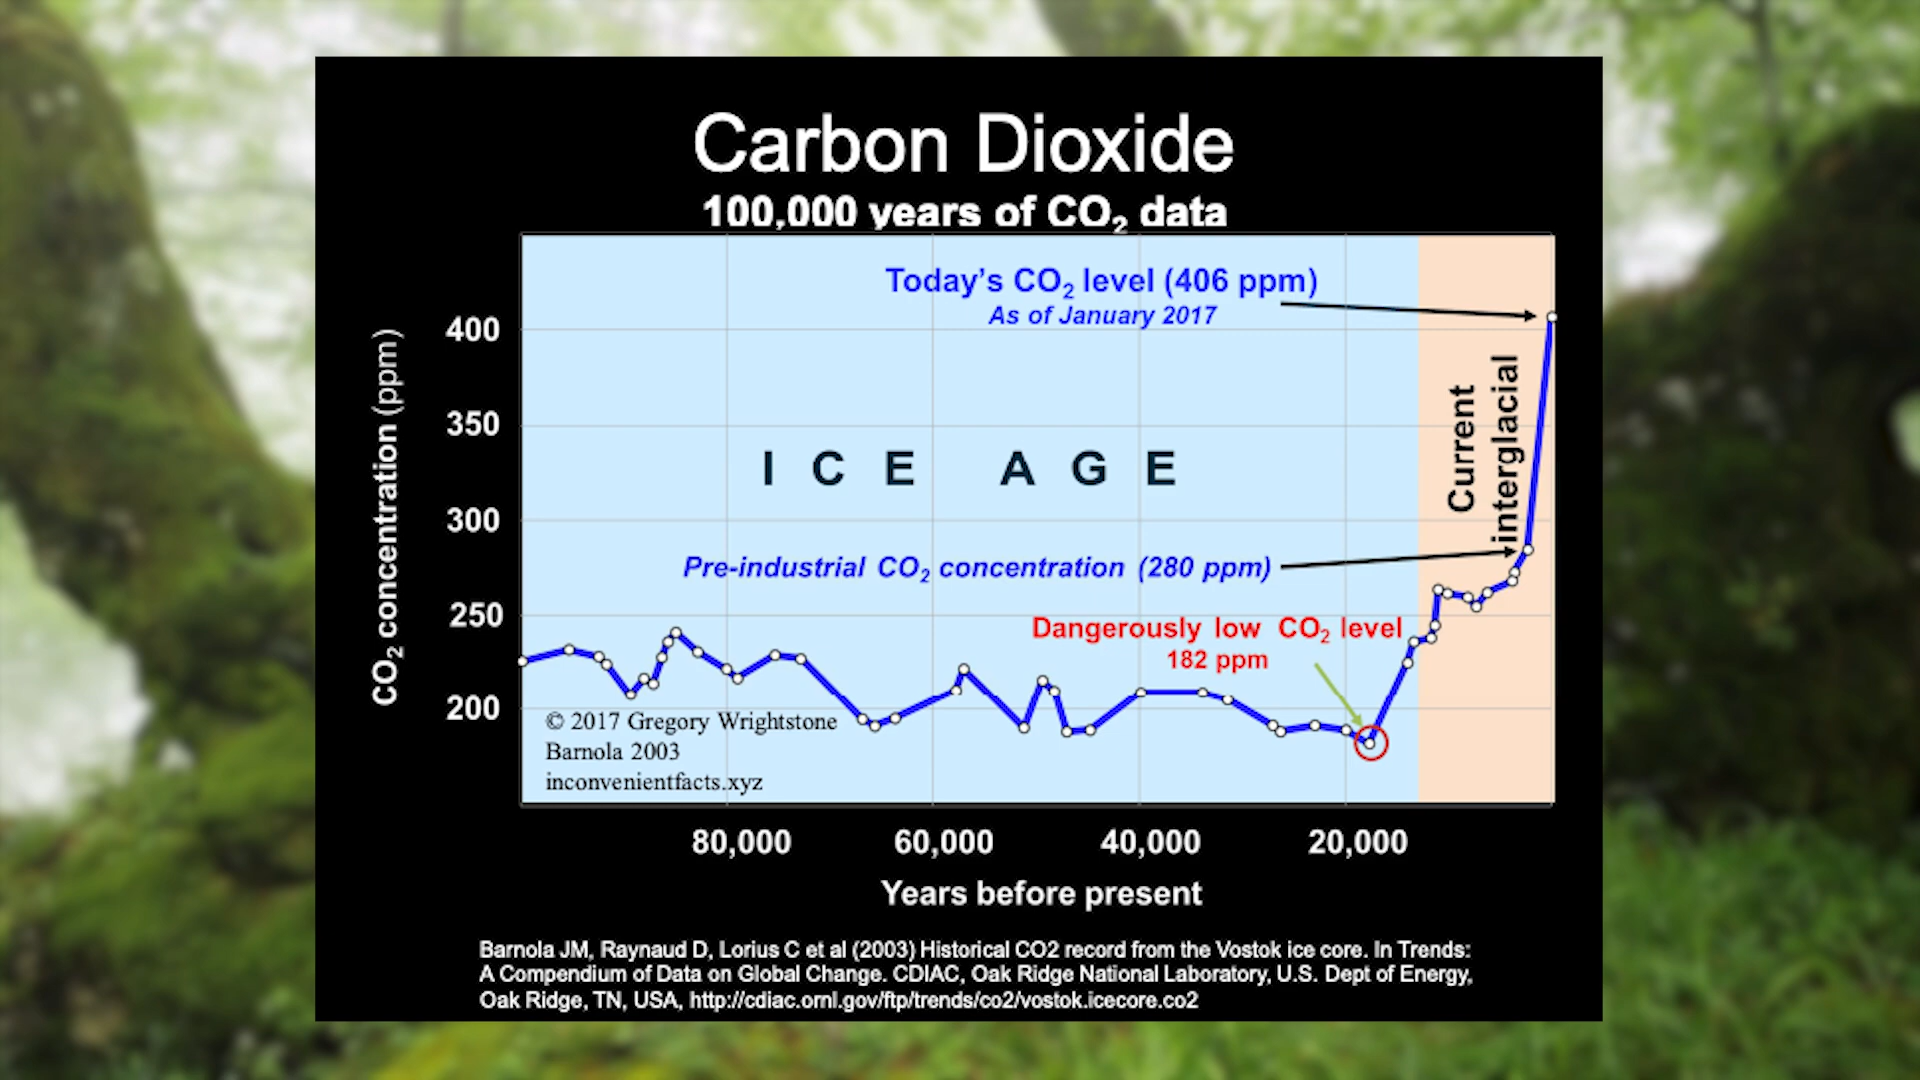 Carbon Dioxide
100,000 years of CO₂ data
Today's CO₂ level (406 ppm)
As of January 2017
400
350
300
250
200
CO₂ concentration (ppm)
ICE AGE
Current
interglacial
Pre-industrial CO₂ concentration (280 ppm)
Dangerously low CO₂ level
182 ppm
© 2017 Gregory Wrightstone
Barnola 2003
inconvenientfacts.xyz
80,000
60,000
40,000
20,000
Years before present
Barnola JM, Raynaud D, Lorius C et al (2003) Historical CO2 record from the Vostok ice core. In Trends:
A Compendium of Data on Global Change. CDIAC, Oak Ridge National Laboratory, U.S. Dept of Energy,
Oak Ridge, TN, USA, http://cdiac.ornl.gov/ftp/trends/co2/vostok.icecore.co2